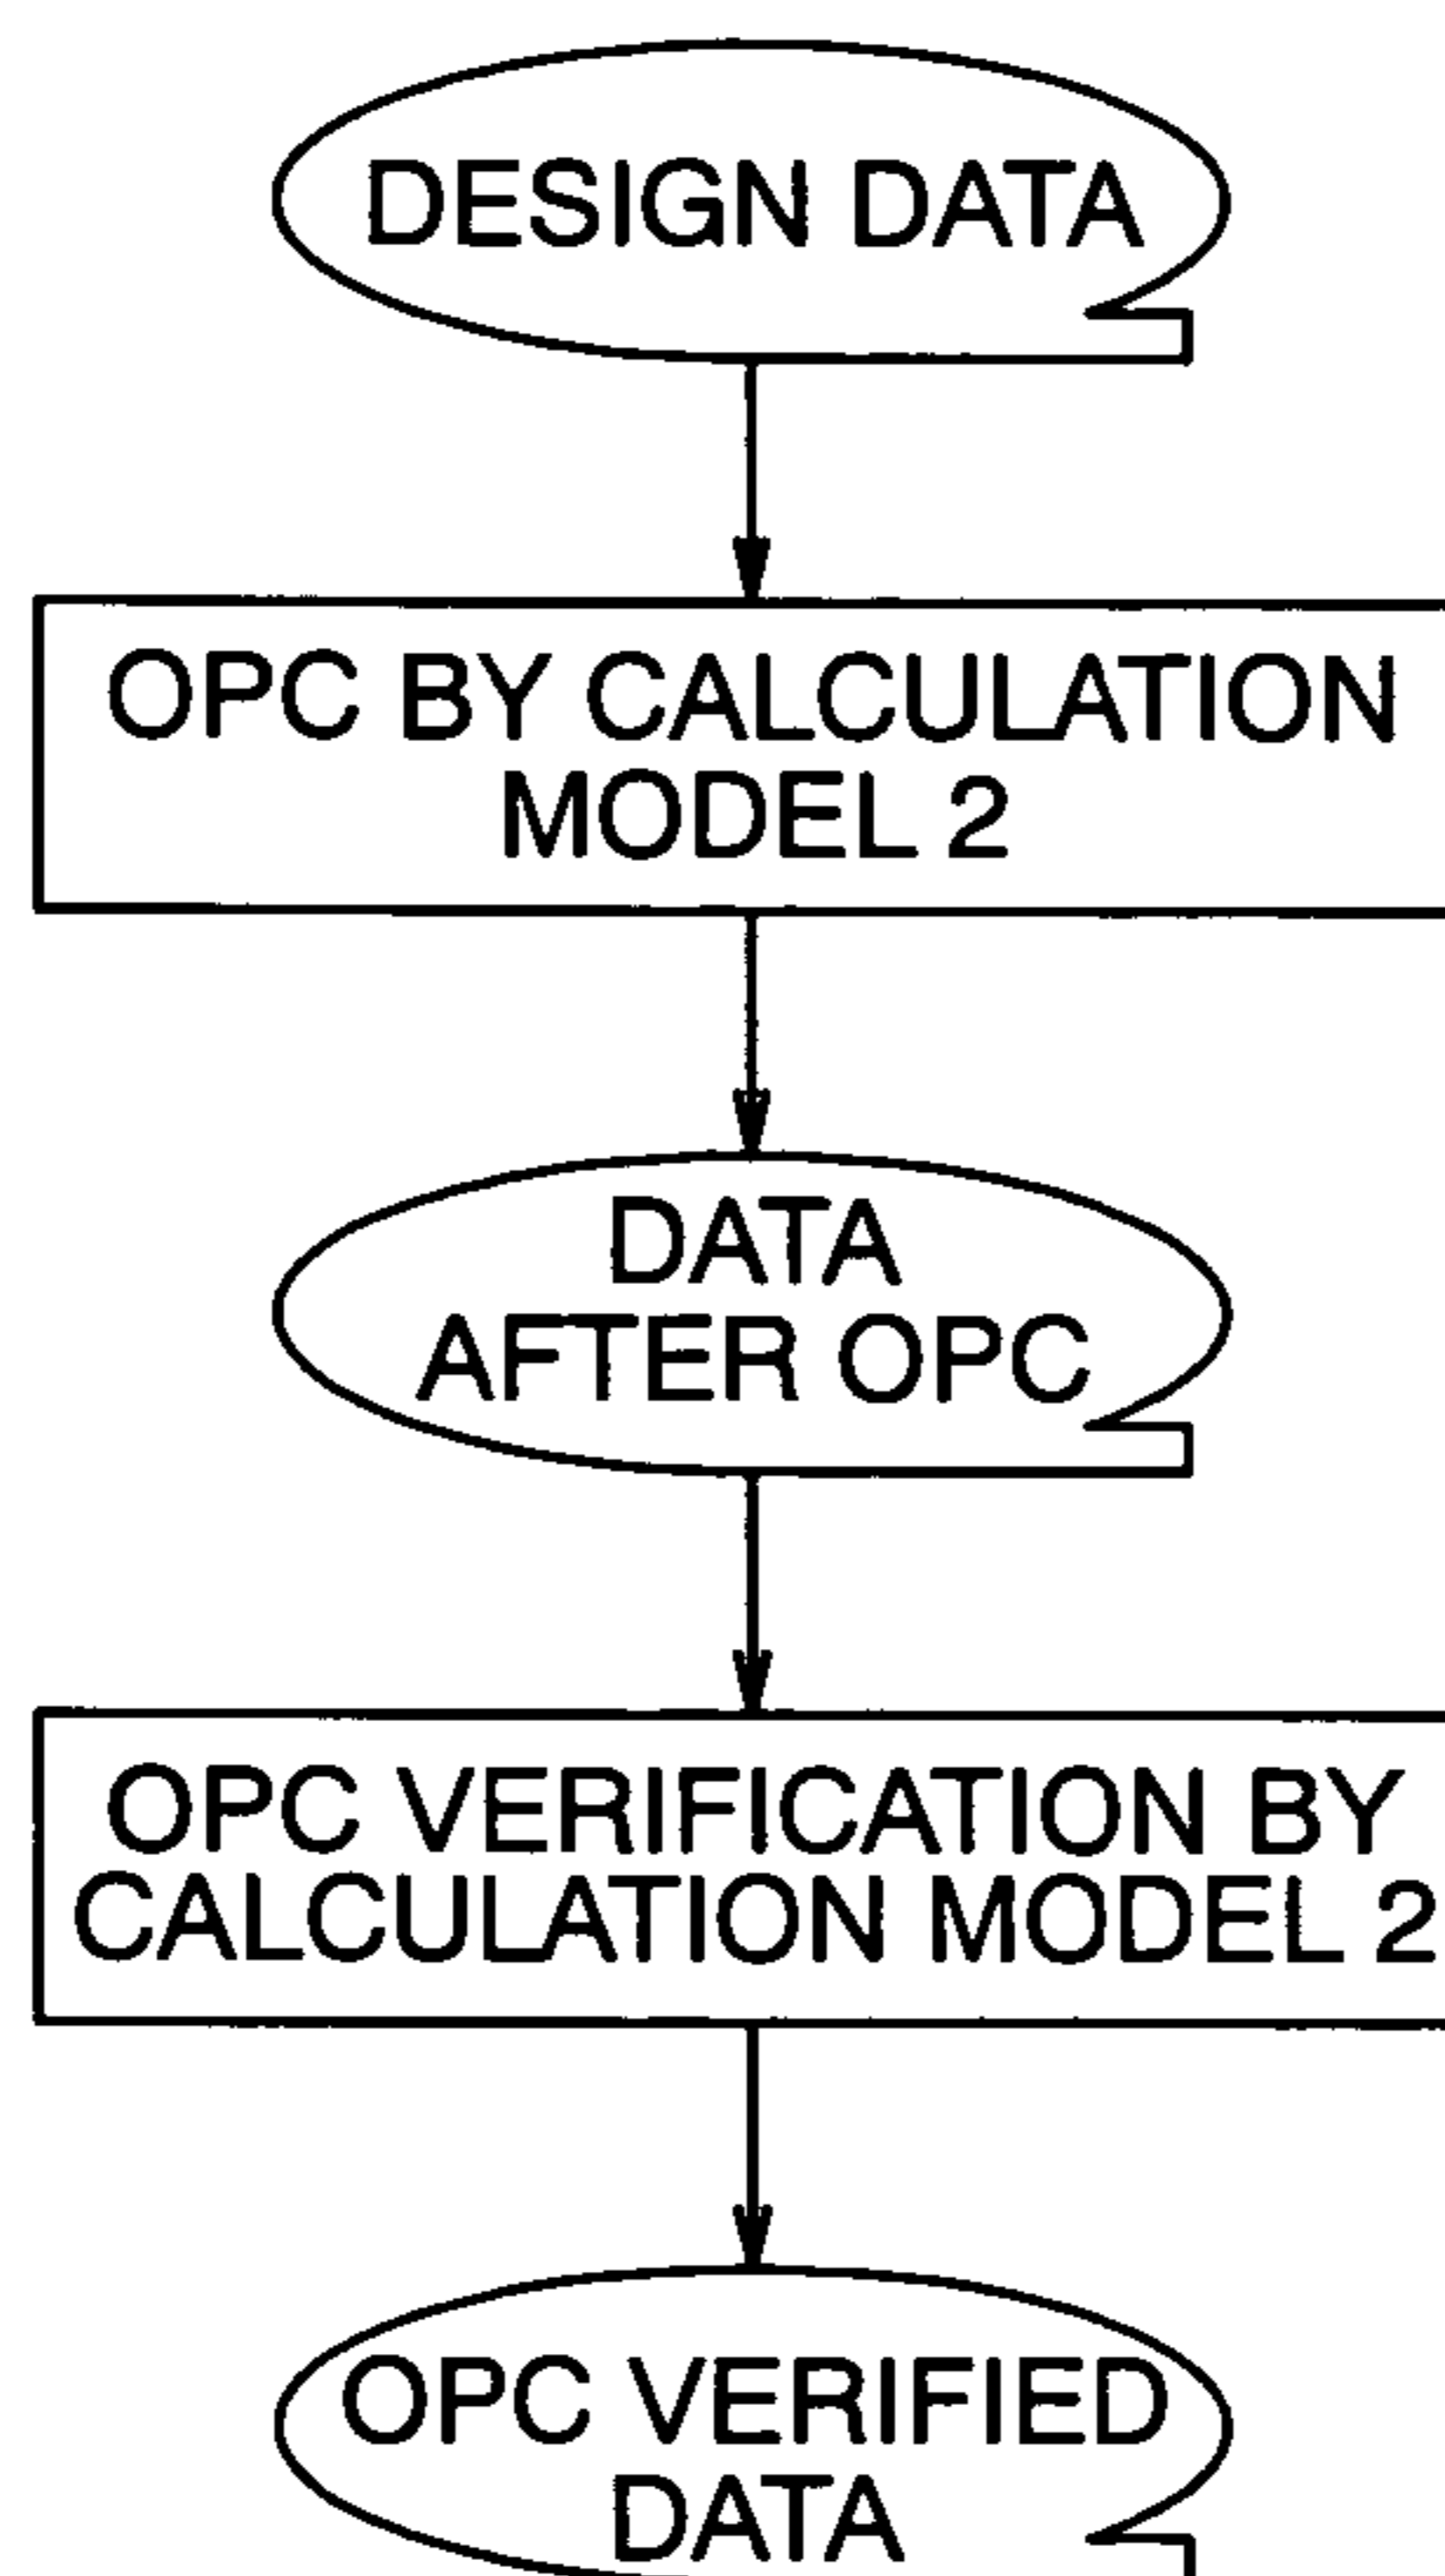 DESIGN DATA
OPC BY CALCULATION
MODEL 2
DATA
AFTER OPC
OPC VERIFICATION BY
CALCULATION MODEL 2
OPC VERIFIED
DATA